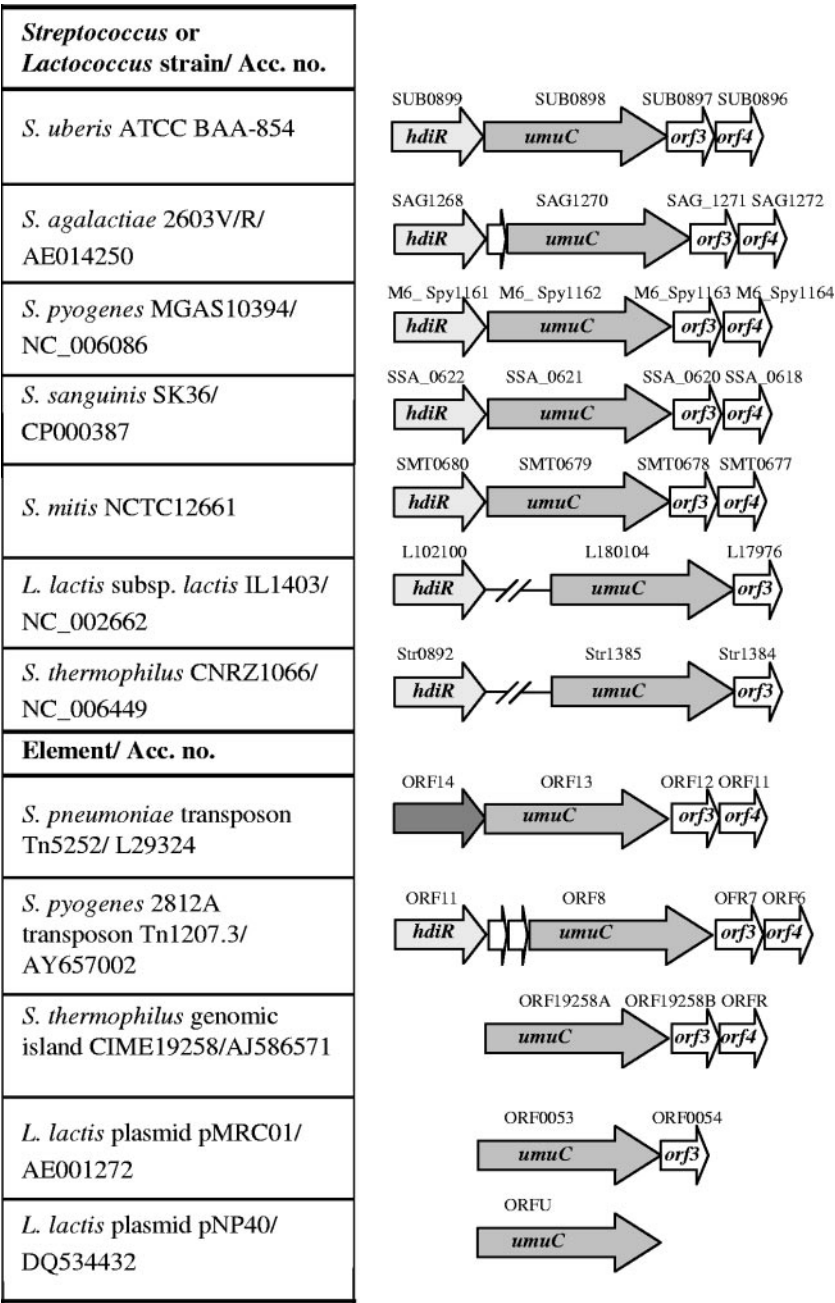 Streptococcus or
Lactococcus strain/ Acc. no.
SUB0899 SUB0898 SUB0897 SUB0896
S. uberis ATCC BAA-854
hdiR umuC orf3 orf4
SAG1268 SAG1270 SAG_1271 SAG1272
S. agalactiae 2603V/R/
AE014250
hdiR umuC orf3 orf4
M6_ Spy1161 M6_ Spy1162 M6_Spy1163 M6_Spy1164
S. pyogenes MGAS10394/
NC_006086
hdiR umuC orf3 orf4
SSA_0622 SSA_0621 SSA_0620 SSA_0618
S. sanguinis SK36/
CP000387
hdiR umuC orf3 orf4
SMT0680 SMT0679 SMT0678 SMT0677
S. mitis NCTC12661
hdiR umuC orf3 orf4
L102100 L180104 L17976
L. lactis subsp. lactis IL1403/
NC_002662
hdiR umuC orf3
Str0892 Str1385 Str1384
S. thermophilus CNRZ1066/
NC_006449
hdiR umuC orf3
Element/ Acc. no.
ORF14 ORF13 ORF12 ORF11
S. pneumoniae transposon
Tn5252/ L29324
umuC orf3 orf4
ORF11 ORF8 OFR7 ORF6
S. pyogenes 2812A
transposon Tn1207.3/
AY657002
hdiR umuC orf3 orf4
ORF19258A ORF19258B ORFR
S. thermophilus genomic
island CIME19258/AJ586571
umuC orf3 orf4
ORF0053 ORF0054
L. lactis plasmid pMRC01/
AE001272
umuC orf3
ORFU
L. lactis plasmid pNP40/
DQ534432
umuC